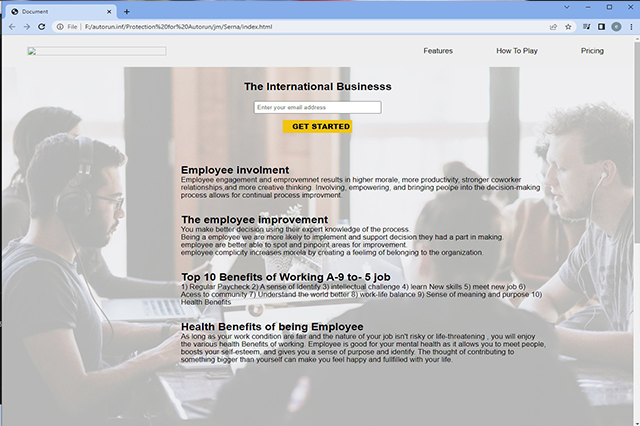 Document
File
F:/autorun.inf/Protection%20for%20Autorun/jm/Serna/index.html
Features How To Play Pricing
The International Businesss
Enter your email address
GET STARTED
Employee Involment
Employee engagement and emprovemnet results in higher morale, more productivity, stronger coworker
relationships,and more creative thinking. Involving, empowering, and bringing peolpe into the decision-making
process allows for continual process improvment.
The employee improvement
You make better decision using their expert knowledge of the process.
Being a employee we are more likely to implement and support decision they had a part in making.
employee are better able to spot and pinpoint areas for improvement.
employee complicity increases morela by creating a feelimg of belonging to the organization.
Top 10 Benefits of Working A-9 to- 5 job
1) Regular Paycheck 2) A sense of Identify 3) intellectual challenge 4) learn New skills 5) meet new job 6)
Acess to community 7) Understand the world better 8) work-life balance 9) Sense of meaning and purpose 10)
Health Benefits
Health Benefits of being Employee
As long as your work condition are fair and the nature of your job isn't risky or life-threatening , you will enjoy
the various health Benefits of working. Employee is good for your mental health as it allows you to meet people,
boosts your self-esteem, and gives you a sense of purpose and identify. The thought of contributing to
something bigger than yourself can make you feel happy and fullfilled with your life.